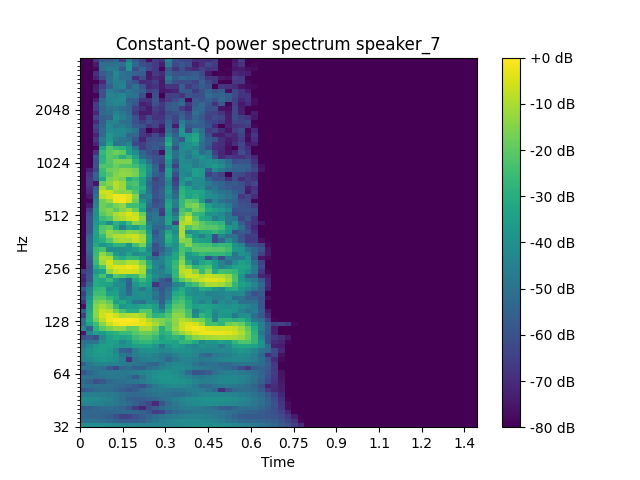 Constant-Q power spectrum speaker_7
+0 dB
-10 dB
-20 dB
-30 dB
-40 dB
-50 dB
-60 dB
-70 dB
-80 dB
2048
1024
512
256
128
64
32
Hz
0 0.15 0.3 0.45 0.6 0.75 0.9 1.1 1.2 1.4
Time